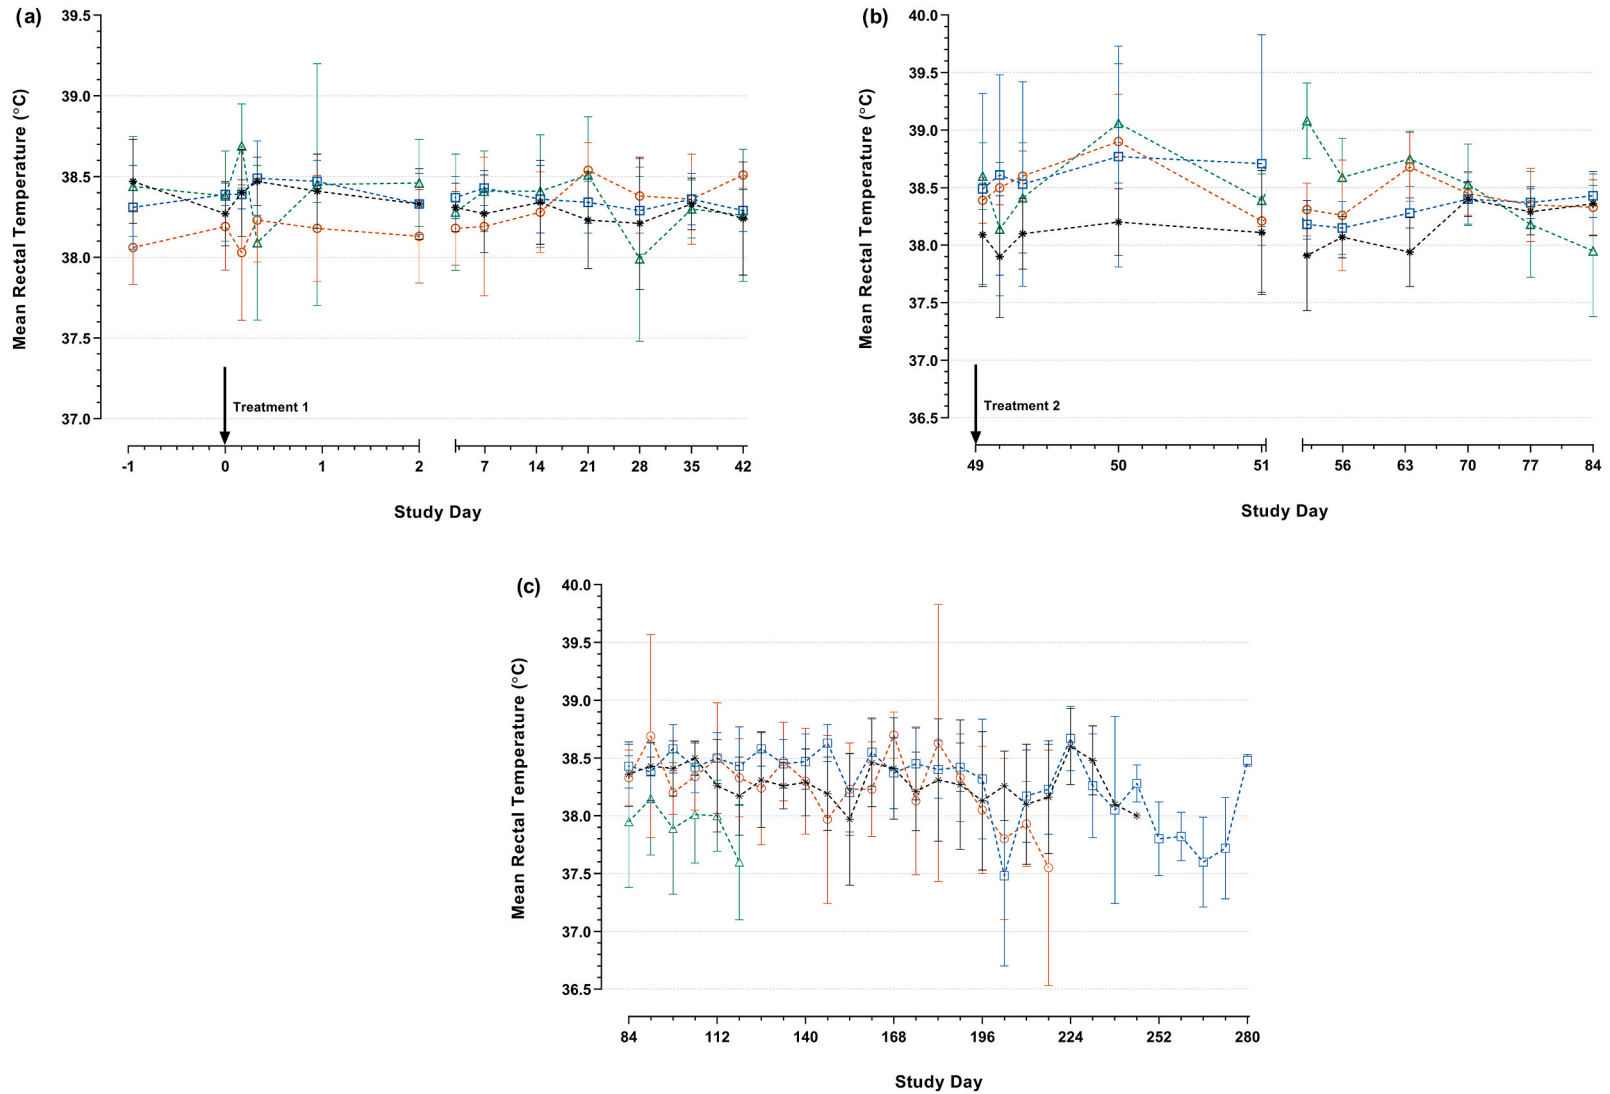 (a)
39.5
39.0
38.5
38.0
37.5
37.0
Mean Rectal Temperature (°C)
Treatment 1
-1 0 1 2 7 14 21 28 35 42
Study Day
(b)
40.0
39.5
39.0
38.5
38.0
37.5
37.0
36.5
Mean Rectal Temperature (°C)
Treatment 2
49 50 51 56 63 70 77 84
Study Day
(c)
40.0
39.5
39.0
38.5
38.0
37.5
37.0
36.5
Mean Rectal Temperature (°C)
84 112 140 168 196 224 252 280
Study Day